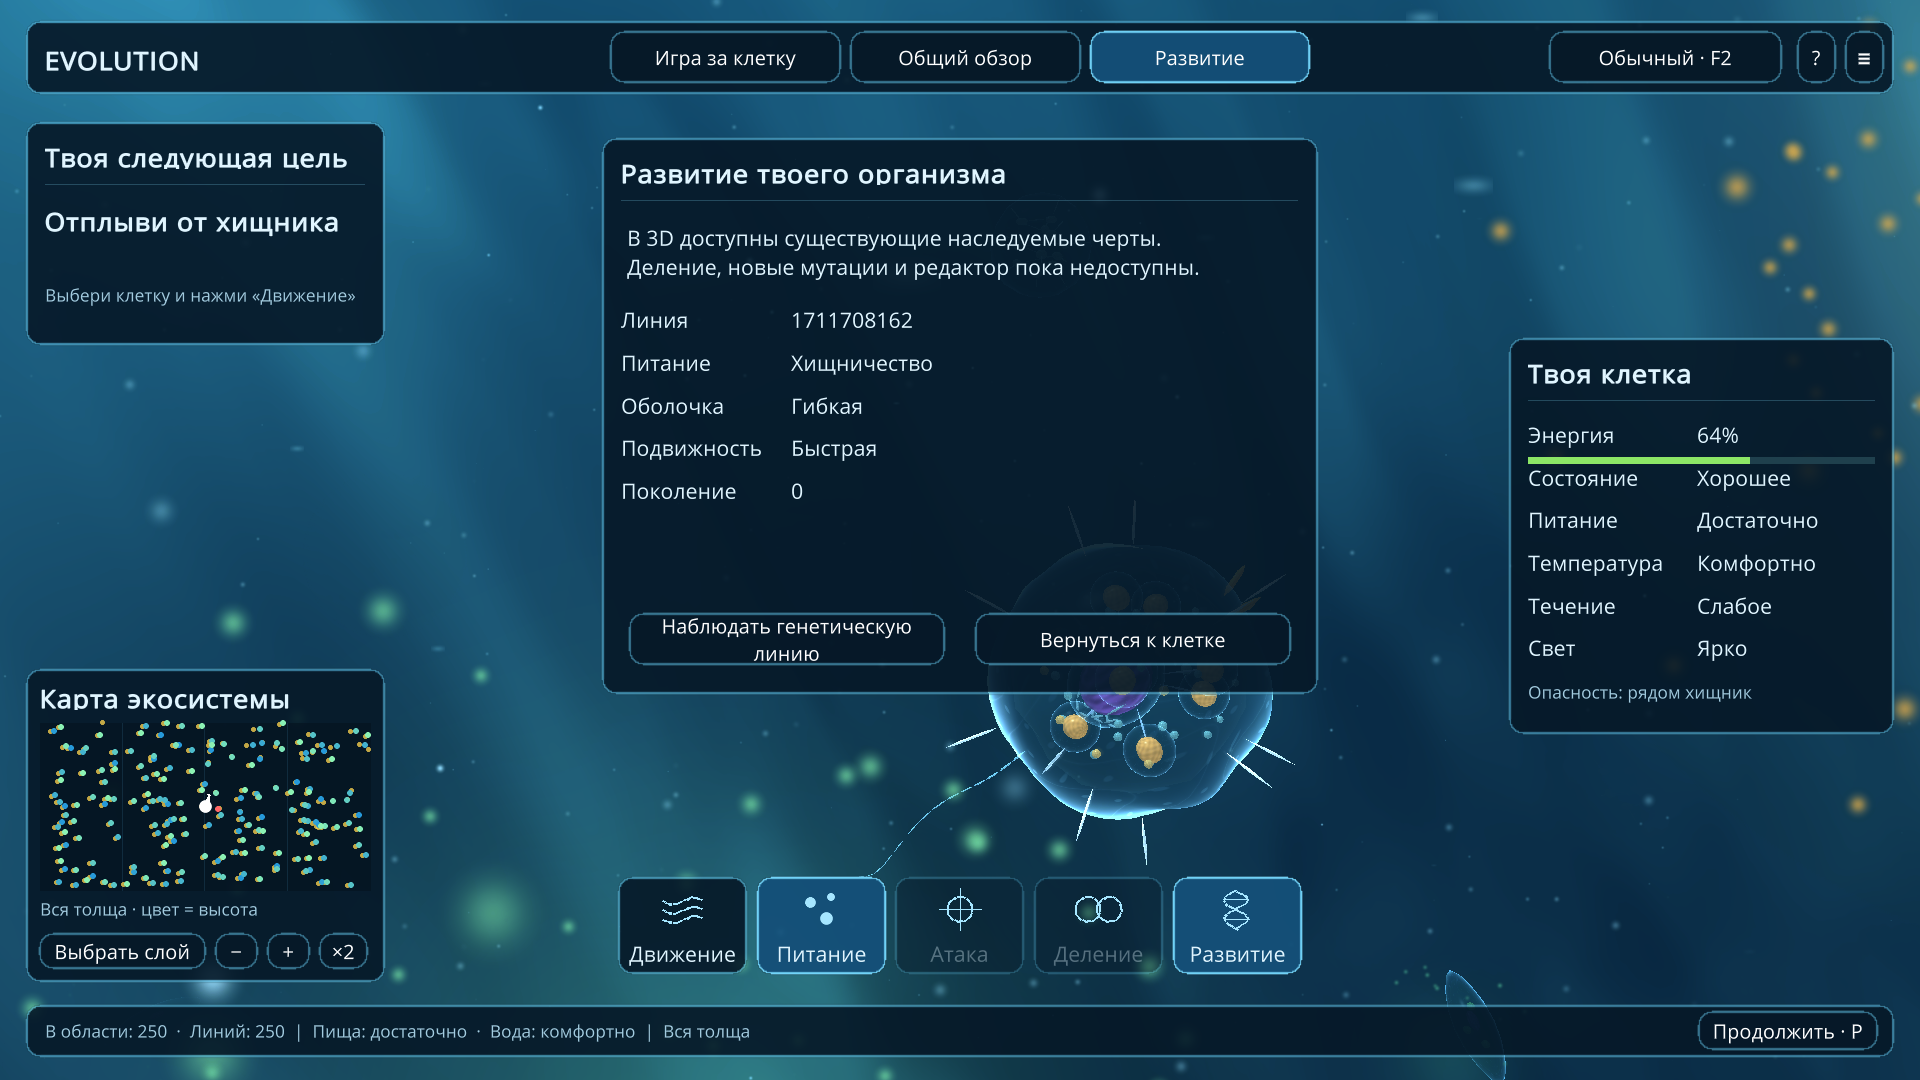 EVOLUTION
Игра за клетку
Общий обзор
Развитие
Обычный · F2
?
≡
Твоя следующая цель
Отплыви от хищника
Выбери клетку и нажми «Движение»
Развитие твоего организма
В 3D доступны существующие наследуемые черты.
Деление, новые мутации и редактор пока недоступны.
Линия 1711708162
Питание Хищничество
Оболочка Гибкая
Подвижность Быстрая
Поколение 0
Наблюдать генетическую
линию
Вернуться к клетке
Твоя клетка
Энергия 64%
Состояние Хорошее
Питание Достаточно
Температура Комфортно
Течение Слабое
Свет Ярко
Опасность: рядом хищник
Карта экосистемы
Вся толща · цвет = высота
Выбрать слой
−
+
×2
Движение
Питание
Атака
Деление
Развитие
В области: 250 · Линий: 250 | Пища: достаточно · Вода: комфортно | Вся толща
Продолжить · P